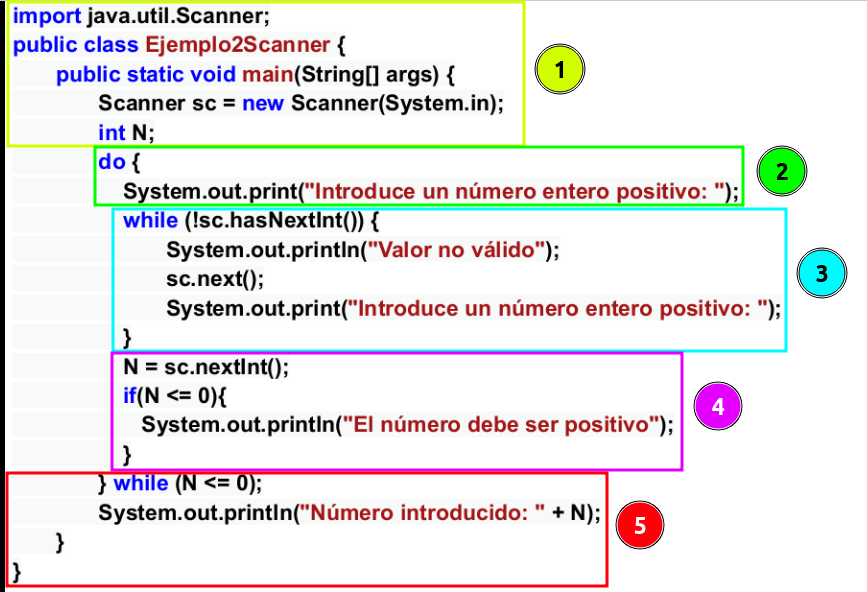 import java.util.Scanner;
public class Ejemplo2Scanner {
public static void main(String[] args) {
Scanner sc = new Scanner(System.in);
int N;
1
do {
System.out.print("Introduce un número entero positivo: ");
2
while (!sc.hasNextInt()) {
System.out.println("Valor no válido");
sc.next();
System.out.print("Introduce un número entero positivo: ");
}
3
N = sc.nextInt();
if(N <= 0){
System.out.println("El número debe ser positivo");
}
4
} while (N <= 0);
System.out.println("Número introducido: " + N);
}
}
5